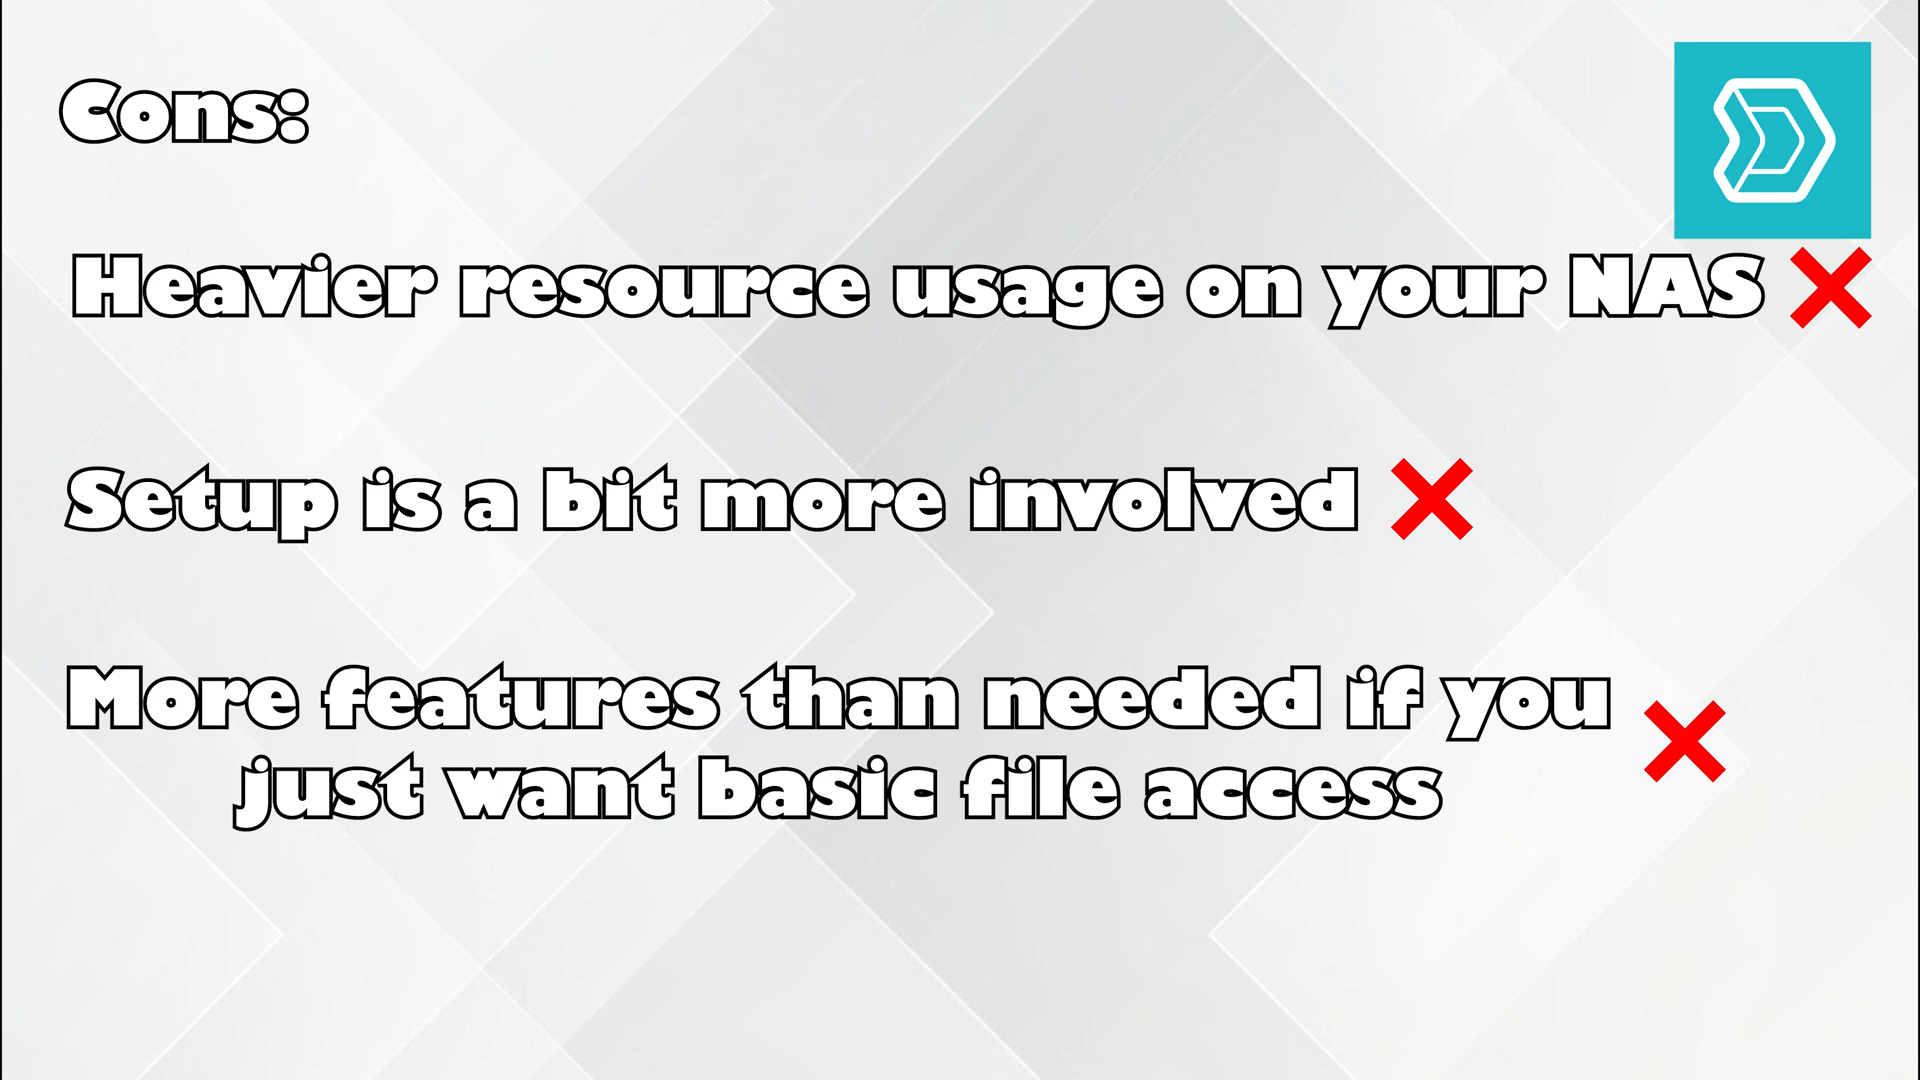 Cons:
Heavier resource usage on your NAS
Setup is a bit more involved
More features than needed if you
just want basic file access